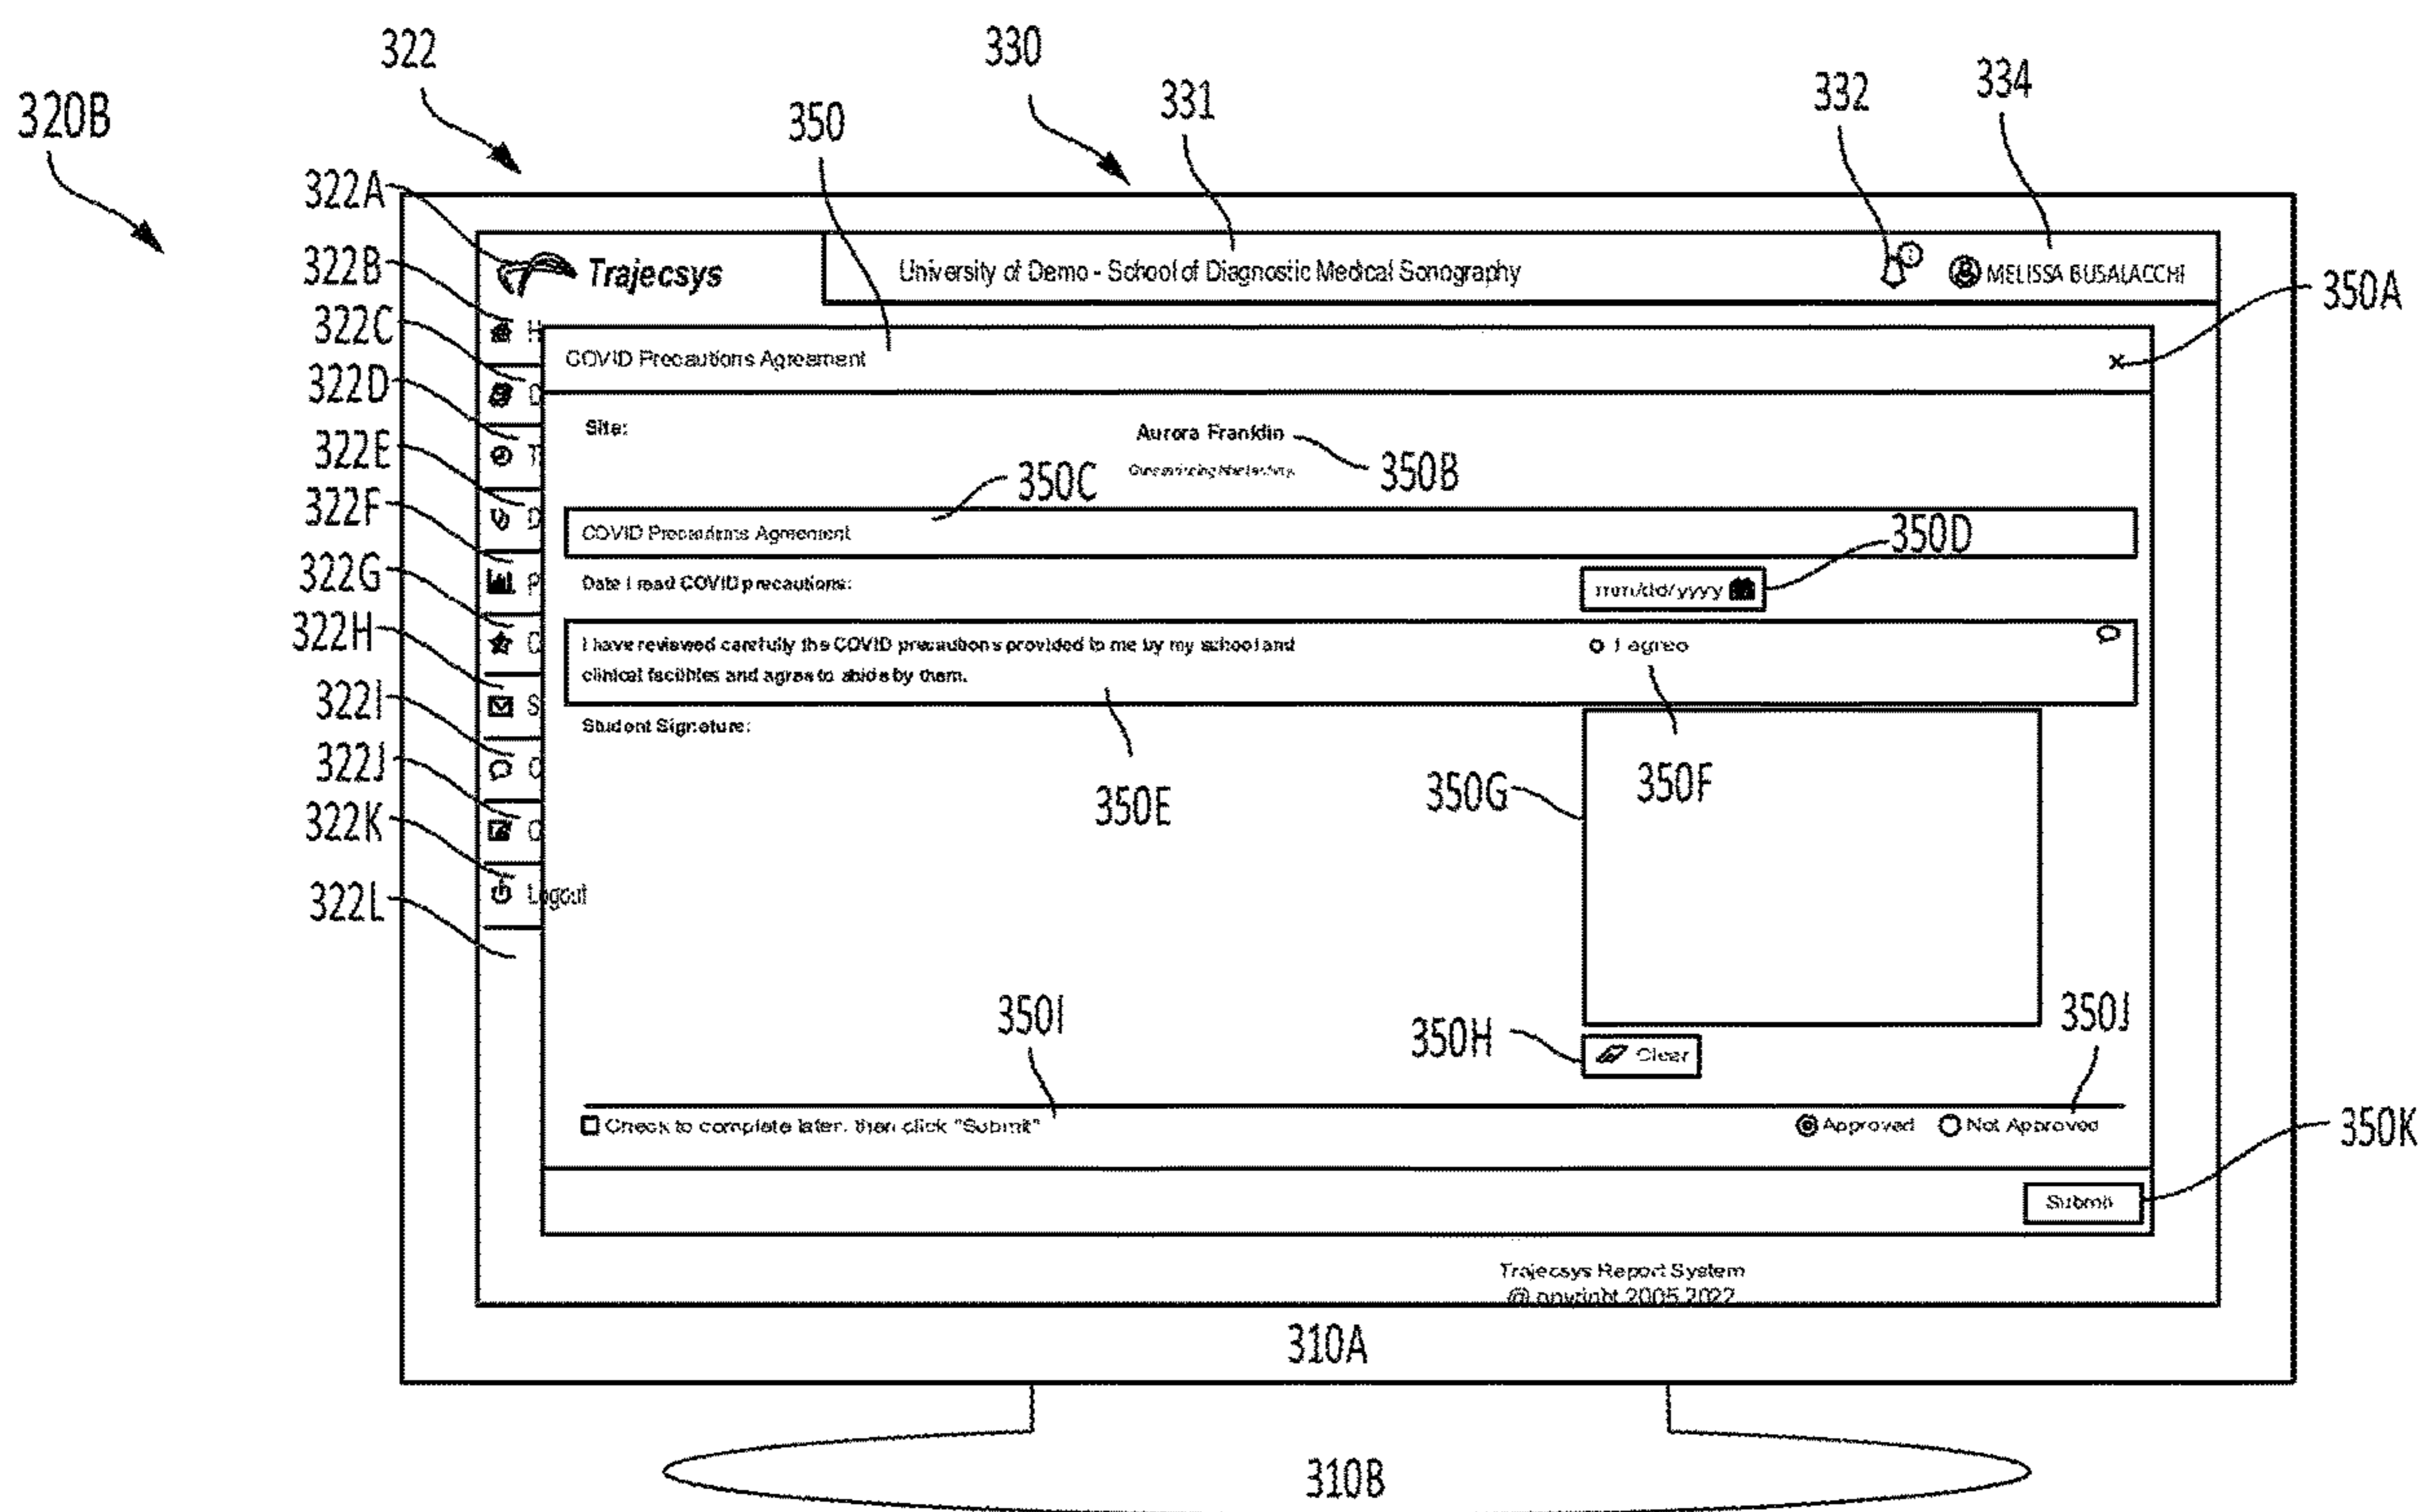 322
330
320B
350
331
332
334
322A
322B
322C
322D
322E
322F
322G
322H
322I
322J
322K
322L
Trajecsys
University of Demo - School of Diagnostic Medical Sonography
MELISSA BUSALACCHI
350A
H
D
T
D
P
C
S
C
C
Logout
COVID Precautions Agreement
×
Site:
Aurora Franklin
350B
350C
COVID Precautions Agreement
350D
Date I read COVID precautions:
mm/dd/yyyy
I have reviewed carefully the COVID precautions provided to me by my school and
clinical facilities and agree to abide by them.
I agree
Student Signature:
350E
350G
350F
350I
350H
Clear
350J
Check to complete later, then click "Submit"
Approved
Not Approved
350K
Submit
Trajecsys Report System
2005 2022
310A
310B